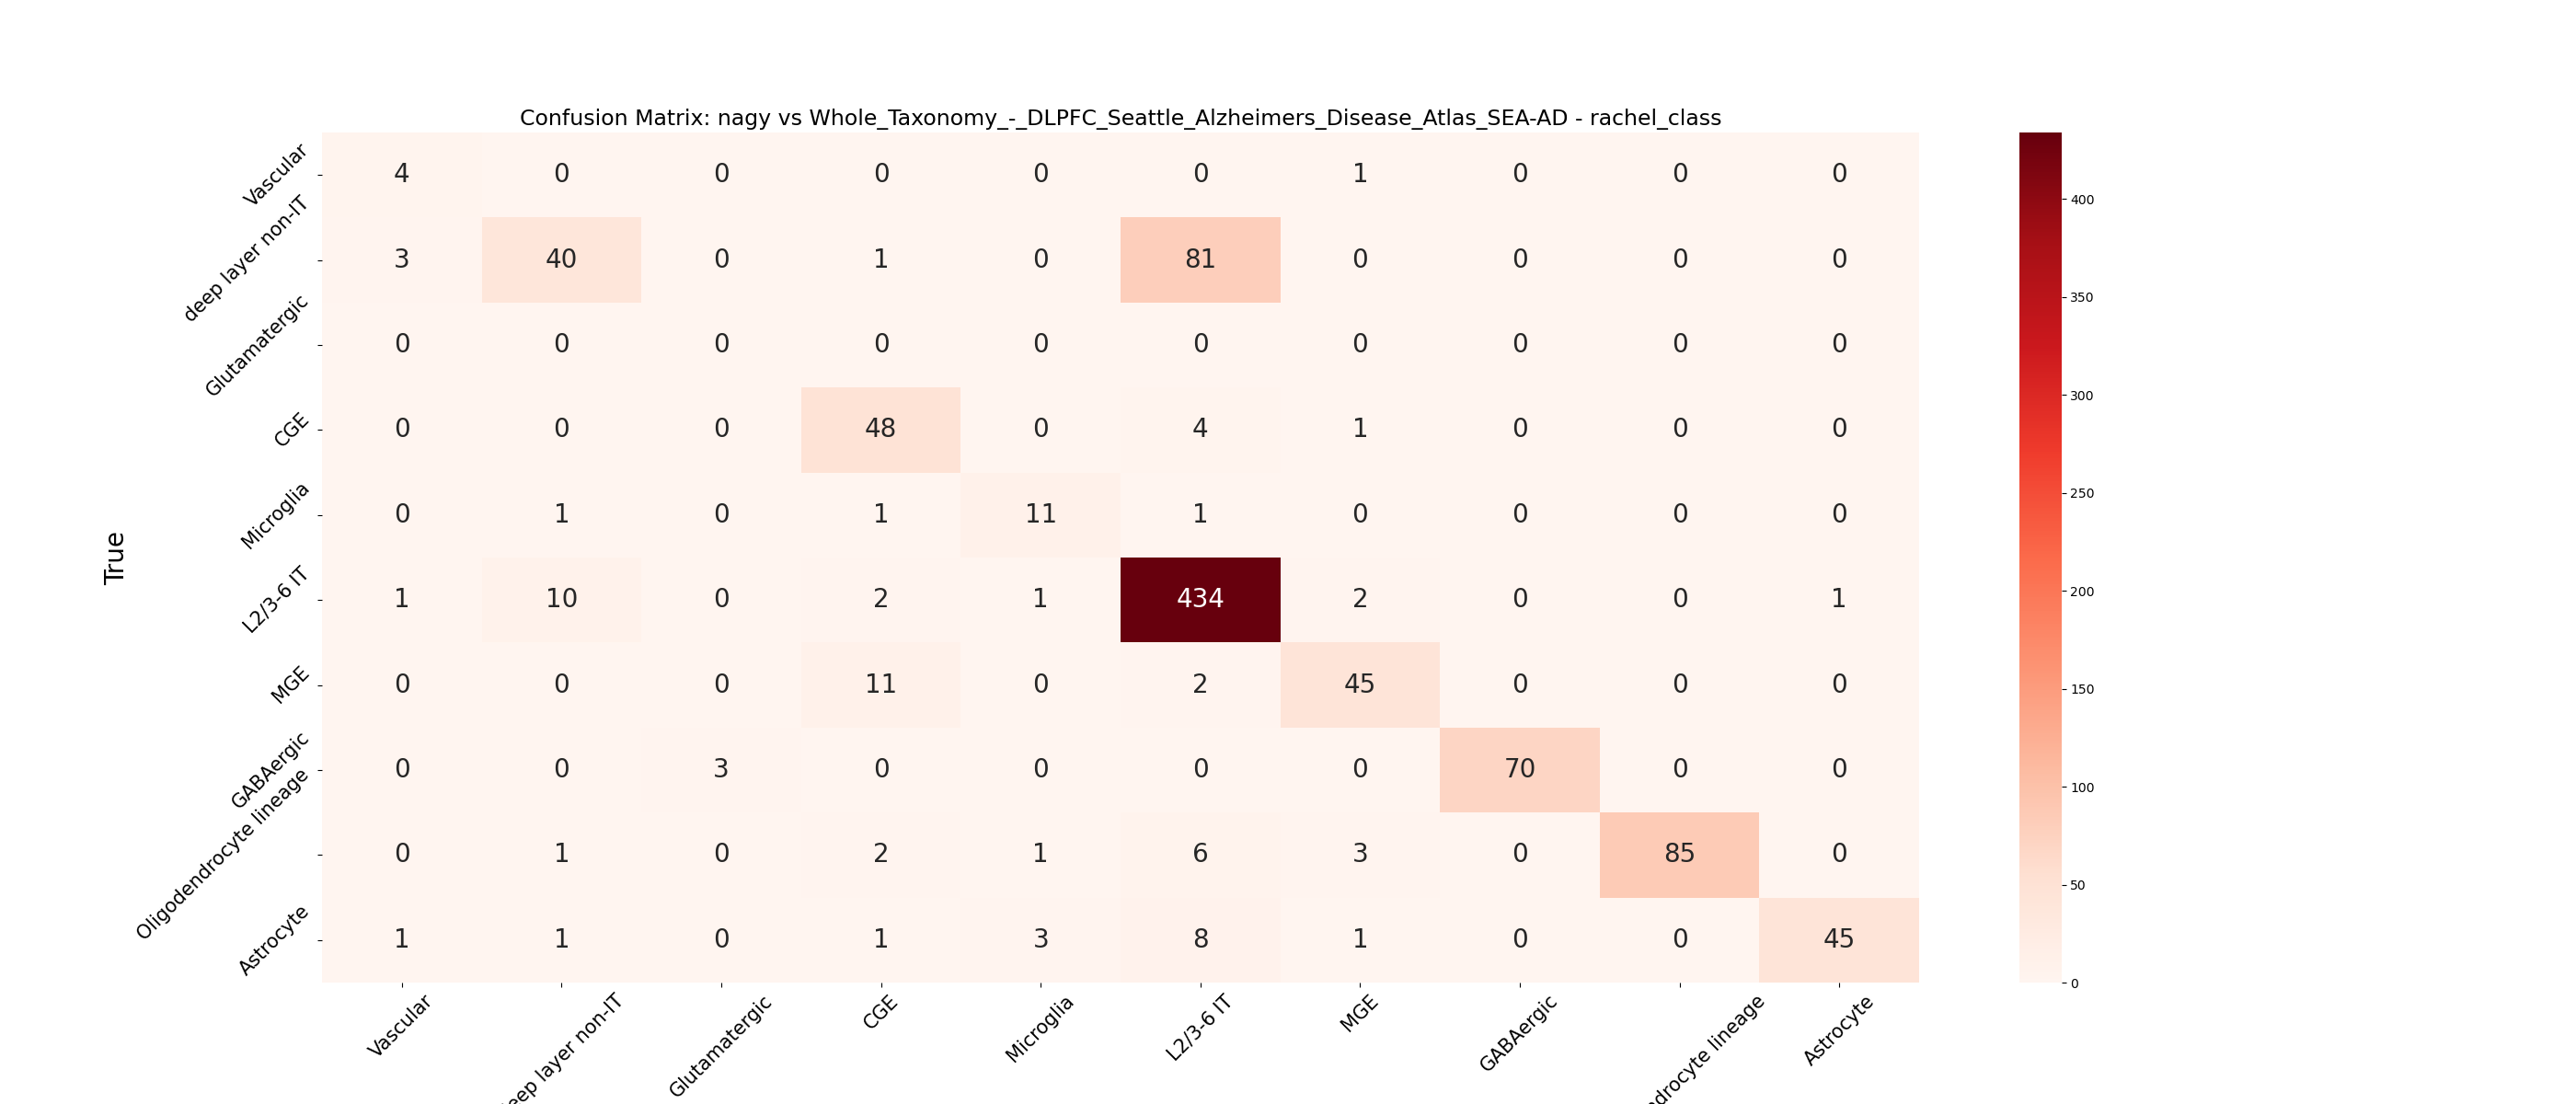 Confusion Matrix: nagy vs Whole_Taxonomy_-_DLPFC_Seattle_Alzheimers_Disease_Atlas_SEA-AD - rachel_class
True
Vascular 4 0 0 0 0 0 1 0 0 0
deep layer non-IT 3 40 0 1 0 81 0 0 0 0
Glutamatergic 0 0 0 0 0 0 0 0 0 0
CGE 0 0 0 48 0 4 1 0 0 0
Microglia 0 1 0 1 11 1 0 0 0 0
L2/3-6 IT 1 10 0 2 1 434 2 0 0 1
MGE 0 0 0 11 0 2 45 0 0 0
GABAergic 0 0 3 0 0 0 0 70 0 0
Oligodendrocyte lineage 0 1 0 2 1 6 3 0 85 0
Astrocyte 1 1 0 1 3 8 1 0 0 45
Vascular
layer non-IT
Glutamatergic
CGE
Microglia
L2/3-6 IT
MGE
GABAergic
lineage
Astrocyte
400
350
300
250
200
150
100
50
0